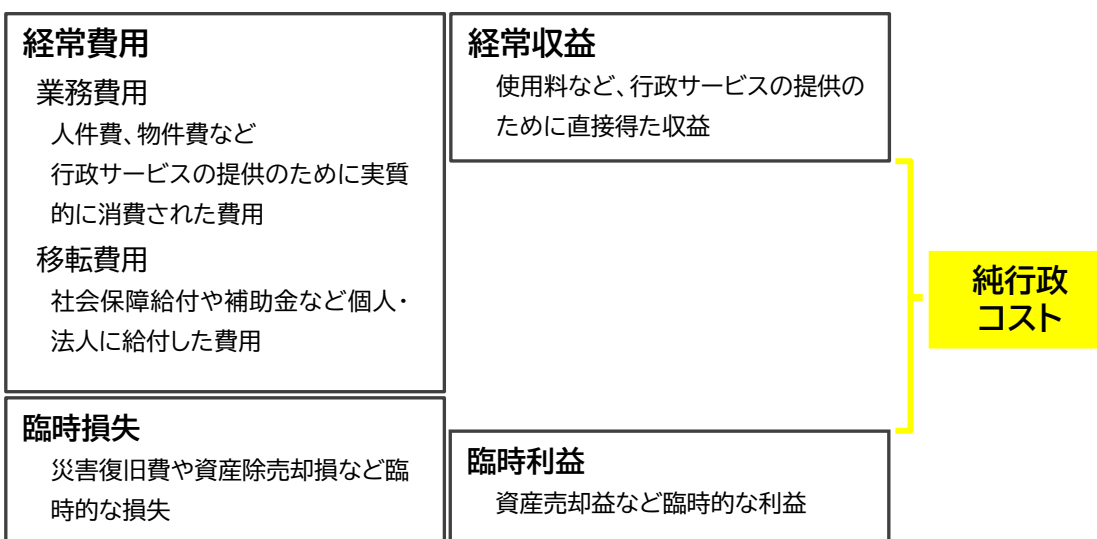 経常費用
業務費用
人件費、物件費など
行政サービスの提供のために実質
的に消費された費用
移転費用
社会保障給付や補助金など個人・
法人に給付した費用
臨時損失
災害復旧費や資産除売却損など臨
時的な損失
経常収益
使用料など、行政サービスの提供の
ために直接得た収益
臨時利益
資産売却益など臨時的な利益
純行政
コスト